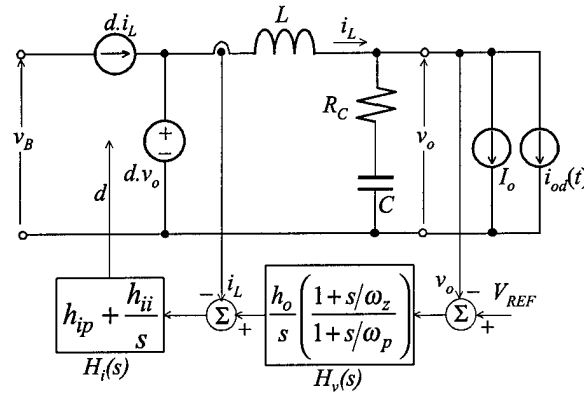 d.i_L
L
i_L
R_C
v_B
+
−
d.v_o
d
v_o
I_o
i_od(t)
C
h_ip + h_ii/s
H_i(s)
−
i_L
Σ
+
h_o/s ( 1+s/ω_z / 1+s/ω_p )
H_v(s)
v_o
−
Σ
+
V_REF